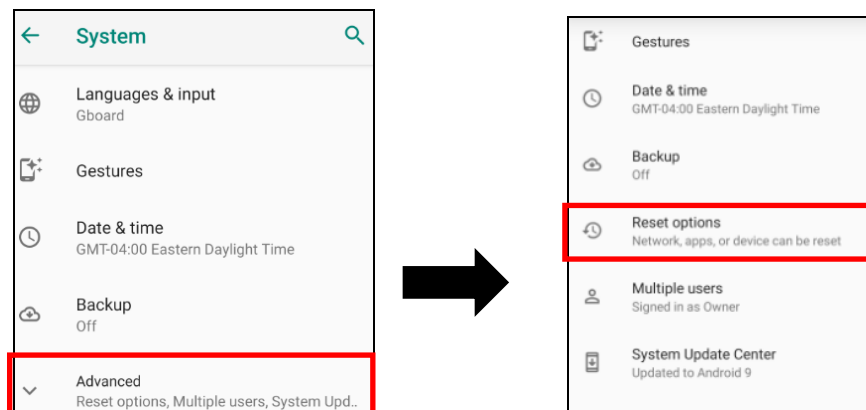 System
Languages & input
Gboard
Gestures
Date & time
GMT-04:00 Eastern Daylight Time
Backup
Off
Advanced
Reset options, Multiple users, System Upd..
Gestures
Date & time
GMT-04:00 Eastern Daylight Time
Backup
Off
Reset options
Network, apps, or device can be reset
Multiple users
Signed in as Owner
System Update Center
Updated to Android 9